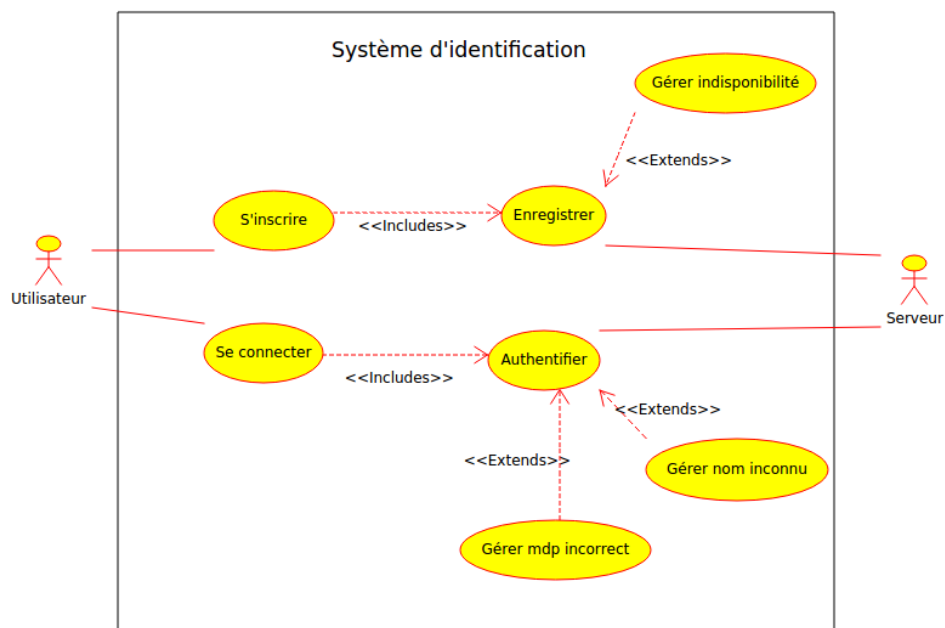 Système d'identification
Gérer indisponibilité
<<Extends>>
S'inscrire
Enregistrer
<<Includes>>
Utilisateur
Serveur
Se connecter
Authentifier
<<Includes>>
<<Extends>>
<<Extends>>
Gérer nom inconnu
Gérer mdp incorrect